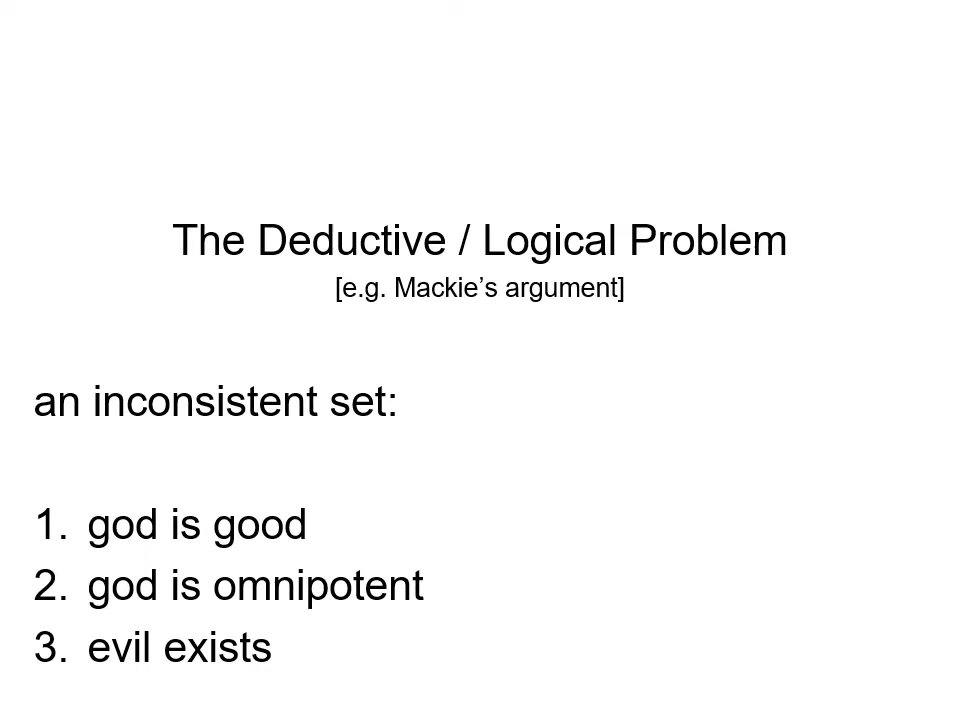 The Deductive / Logical Problem
[e.g. Mackie’s argument]
an inconsistent set:
1. god is good
2. god is omnipotent
3. evil exists